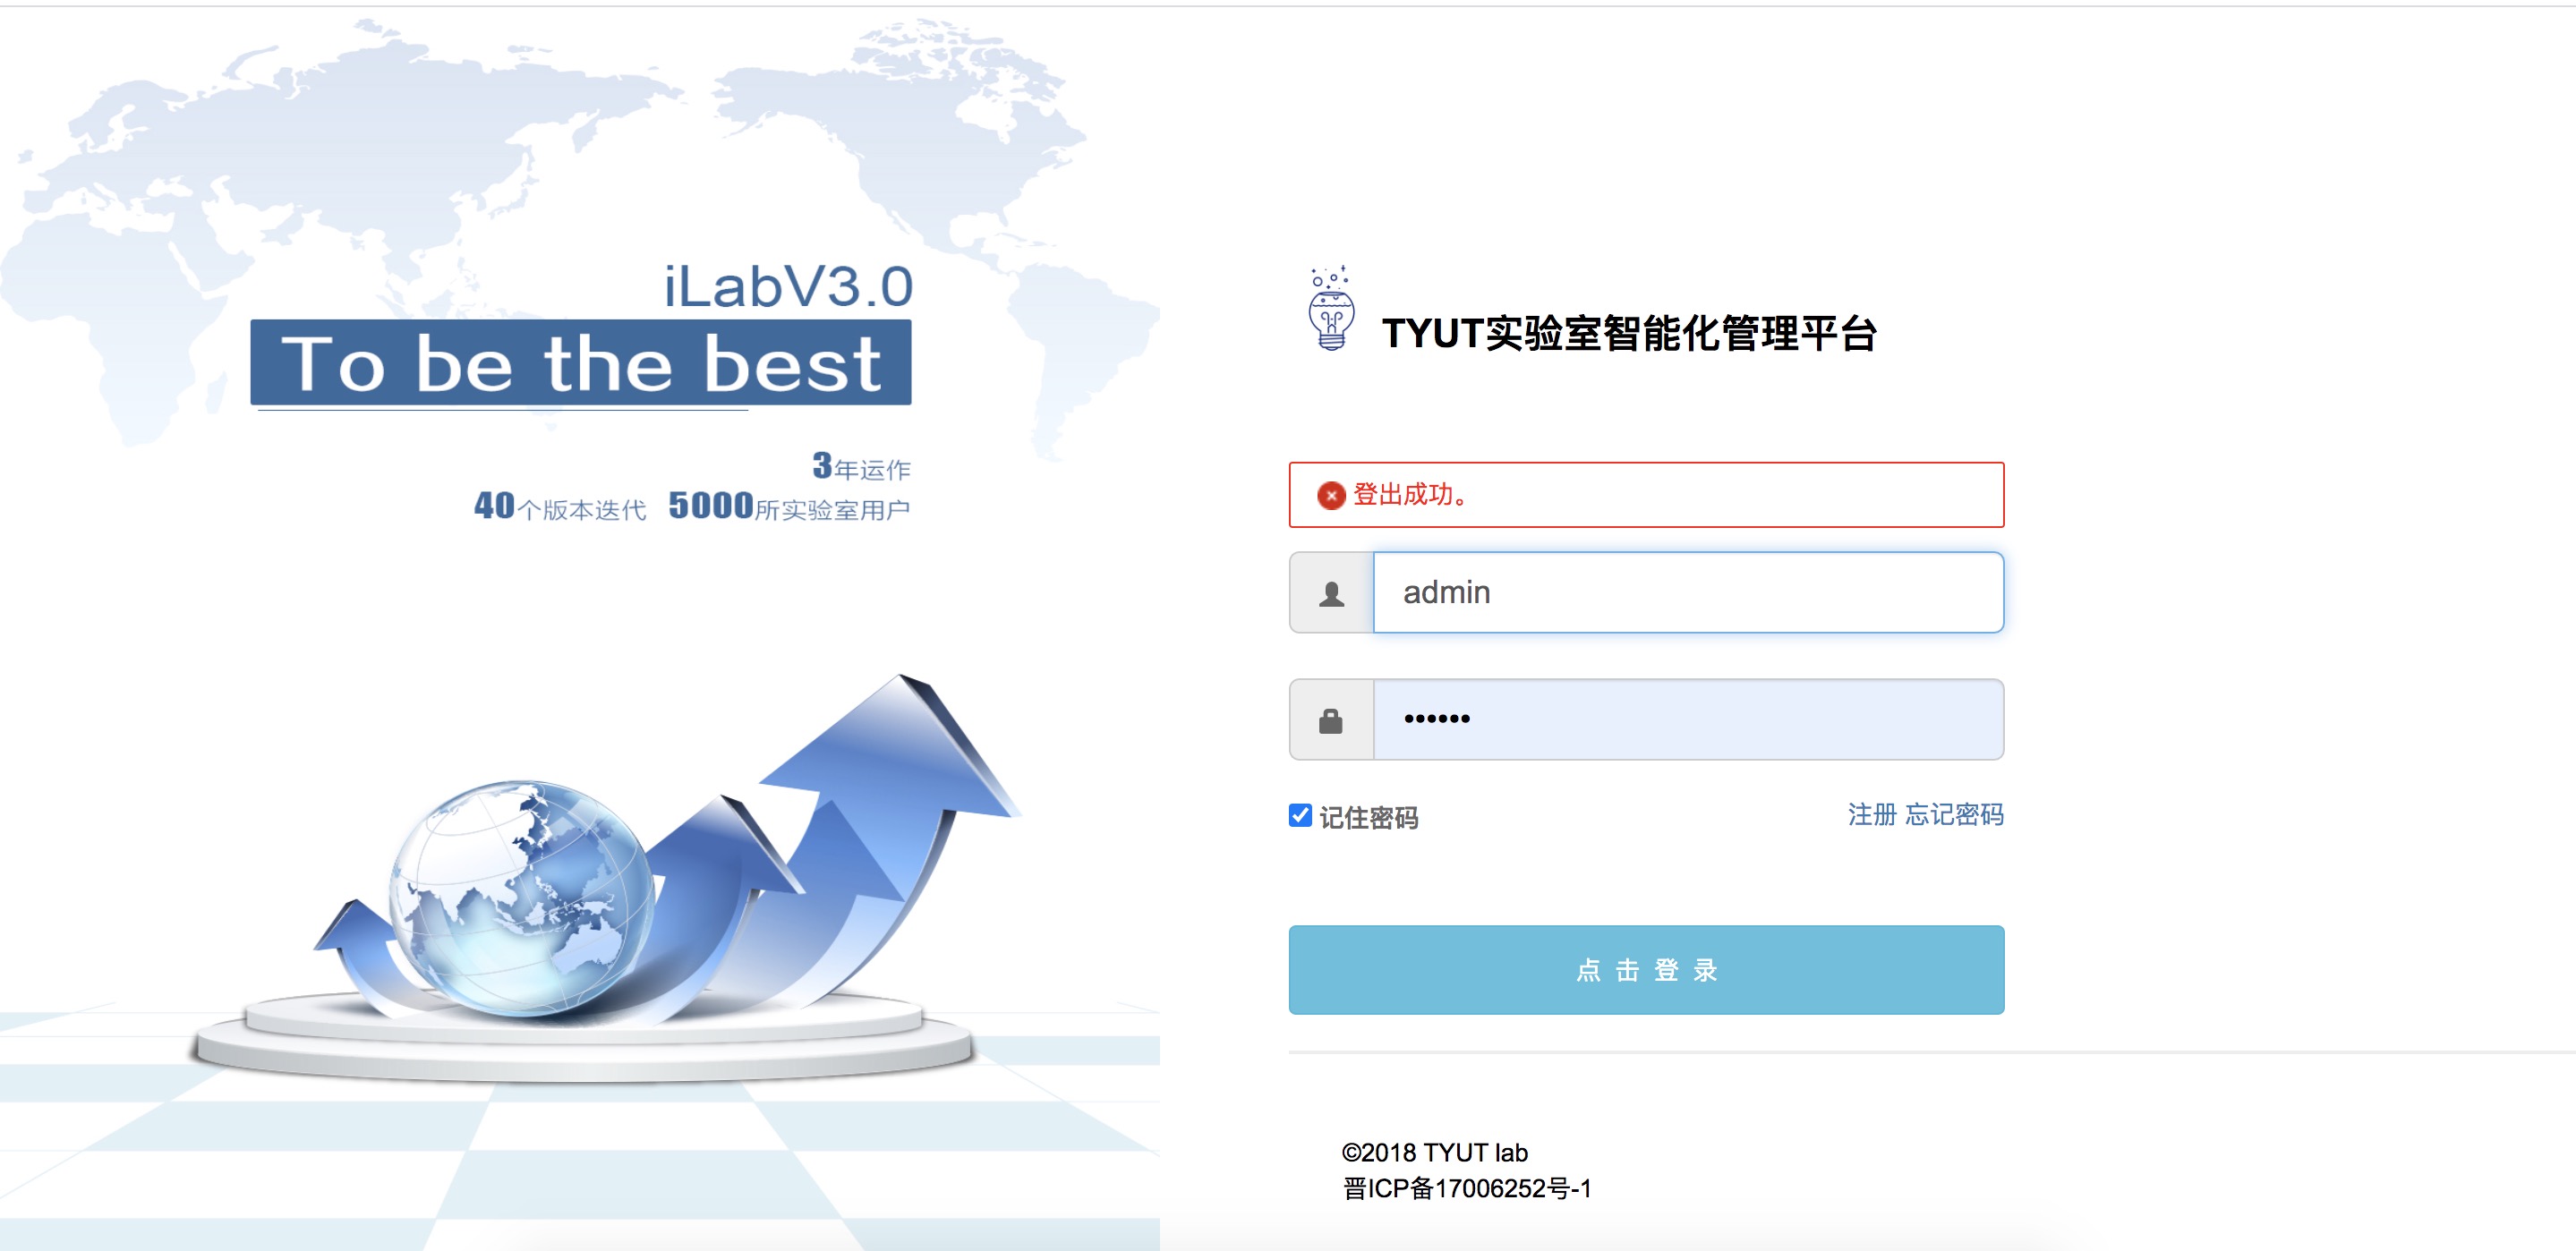 iLabV3.0
To be the best
3年运作
40个版本迭代 5000所实验室用户
TYUT实验室智能化管理平台
登出成功。
admin
••••••
记住密码
注册 忘记密码
点击登录
©2018 TYUT lab
晋ICP备17006252号-1